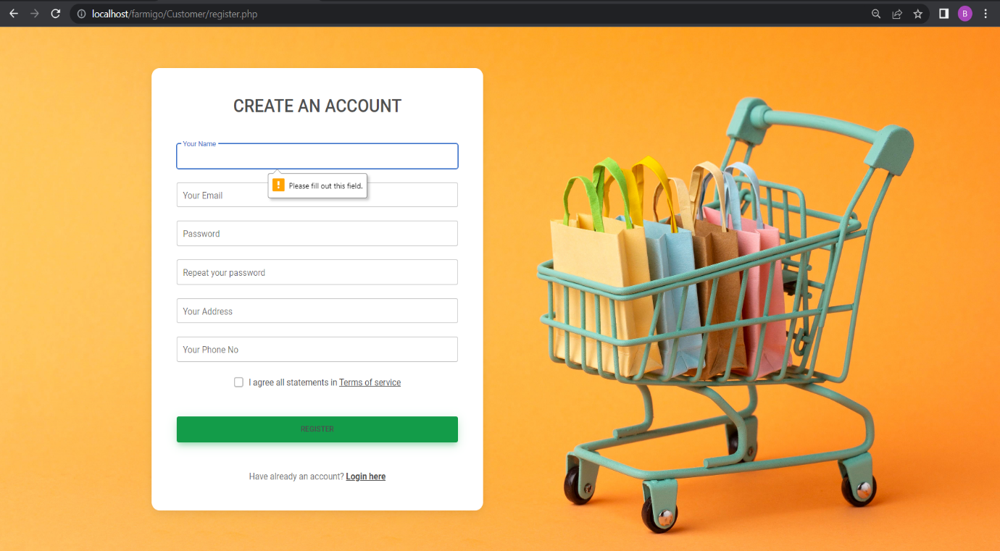 localhost/farmigo/Customer/register.php
B
CREATE AN ACCOUNT
Your Name
Please fill out this field.
Your Email
Password
Repeat your password
Your Address
Your Phone No
I agree all statements in Terms of service
REGISTER
Have already an account? Login here